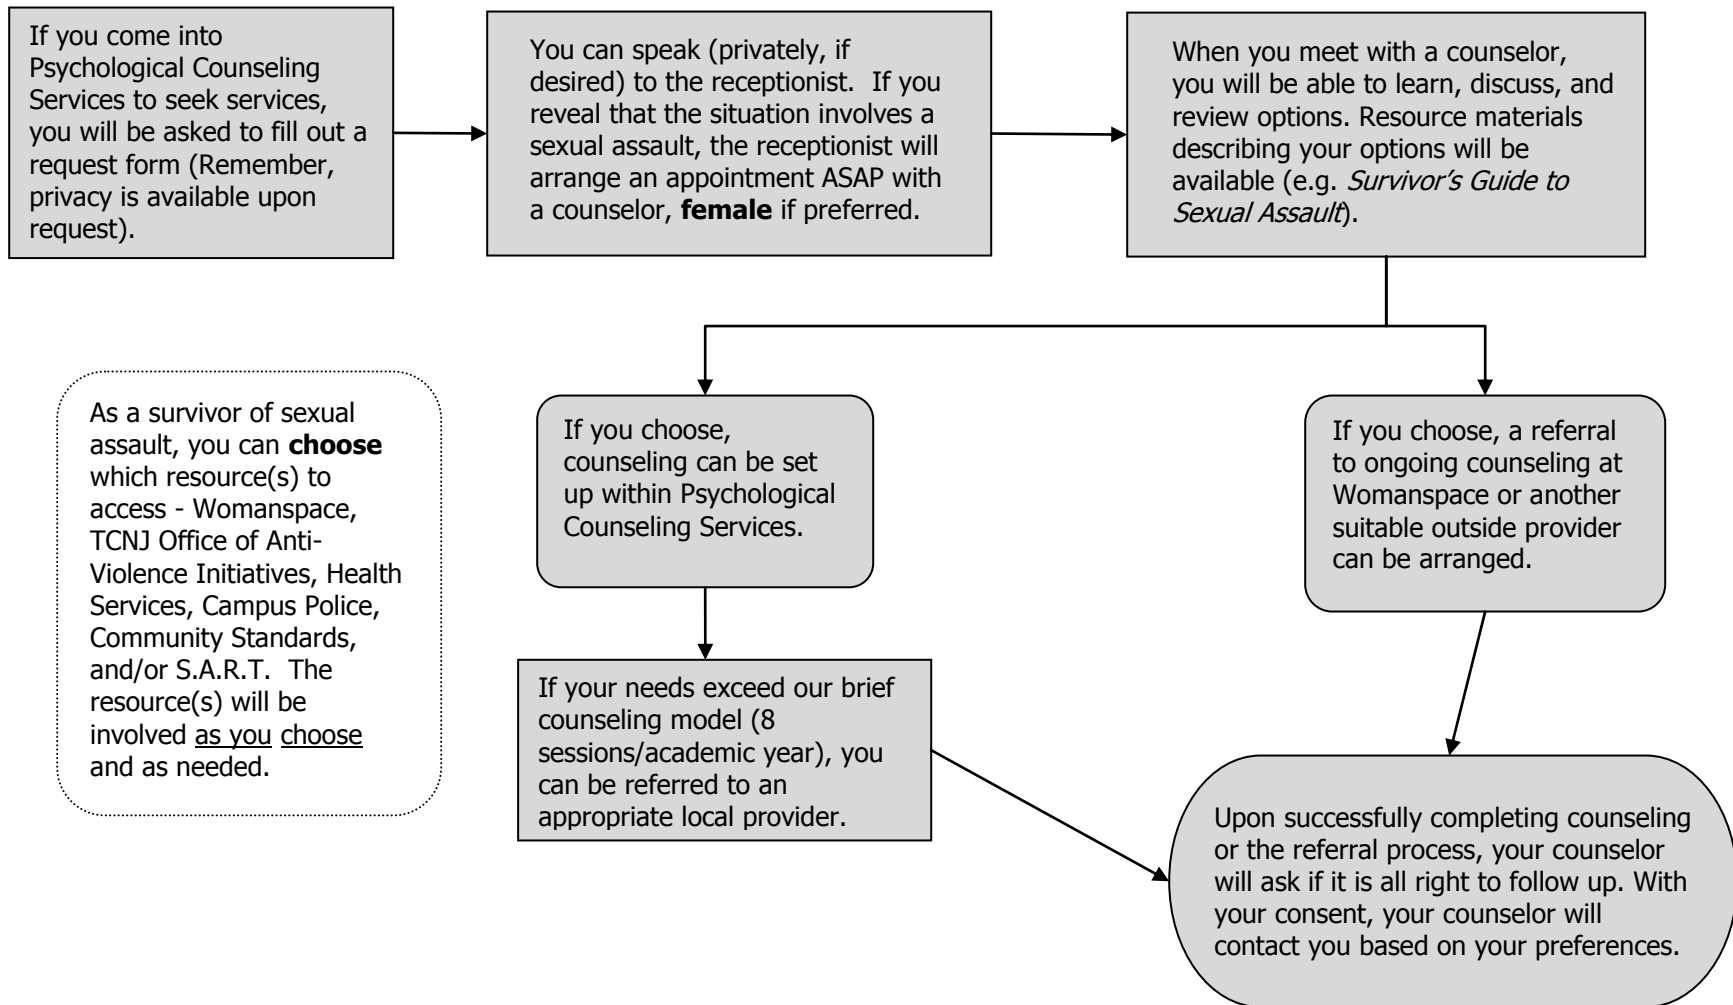 If you come into
Psychological Counseling
Services to seek services,
you will be asked to fill out a
request form (Remember,
privacy is available upon
request).
You can speak (privately, if
desired) to the receptionist.  If you
reveal that the situation involves a
sexual assault, the receptionist will
arrange an appointment ASAP with
a counselor, female if preferred.
When you meet with a counselor,
you will be able to learn, discuss, and
review options. Resource materials
describing your options will be
available (e.g. Survivor's Guide to
Sexual Assault).
As a survivor of sexual
assault, you can choose
which resource(s) to
access - Womanspace,
TCNJ Office of Anti-
Violence Initiatives, Health
Services, Campus Police,
Community Standards,
and/or S.A.R.T.  The
resource(s) will be
involved as you choose
and as needed.
If you choose,
counseling can be set
up within Psychological
Counseling Services.
If you choose, a referral
to ongoing counseling at
Womanspace or another
suitable outside provider
can be arranged.
If your needs exceed our brief
counseling model (8
sessions/academic year), you
can be referred to an
appropriate local provider.
Upon successfully completing counseling
or the referral process, your counselor
will ask if it is all right to follow up. With
your consent, your counselor will
contact you based on your preferences.